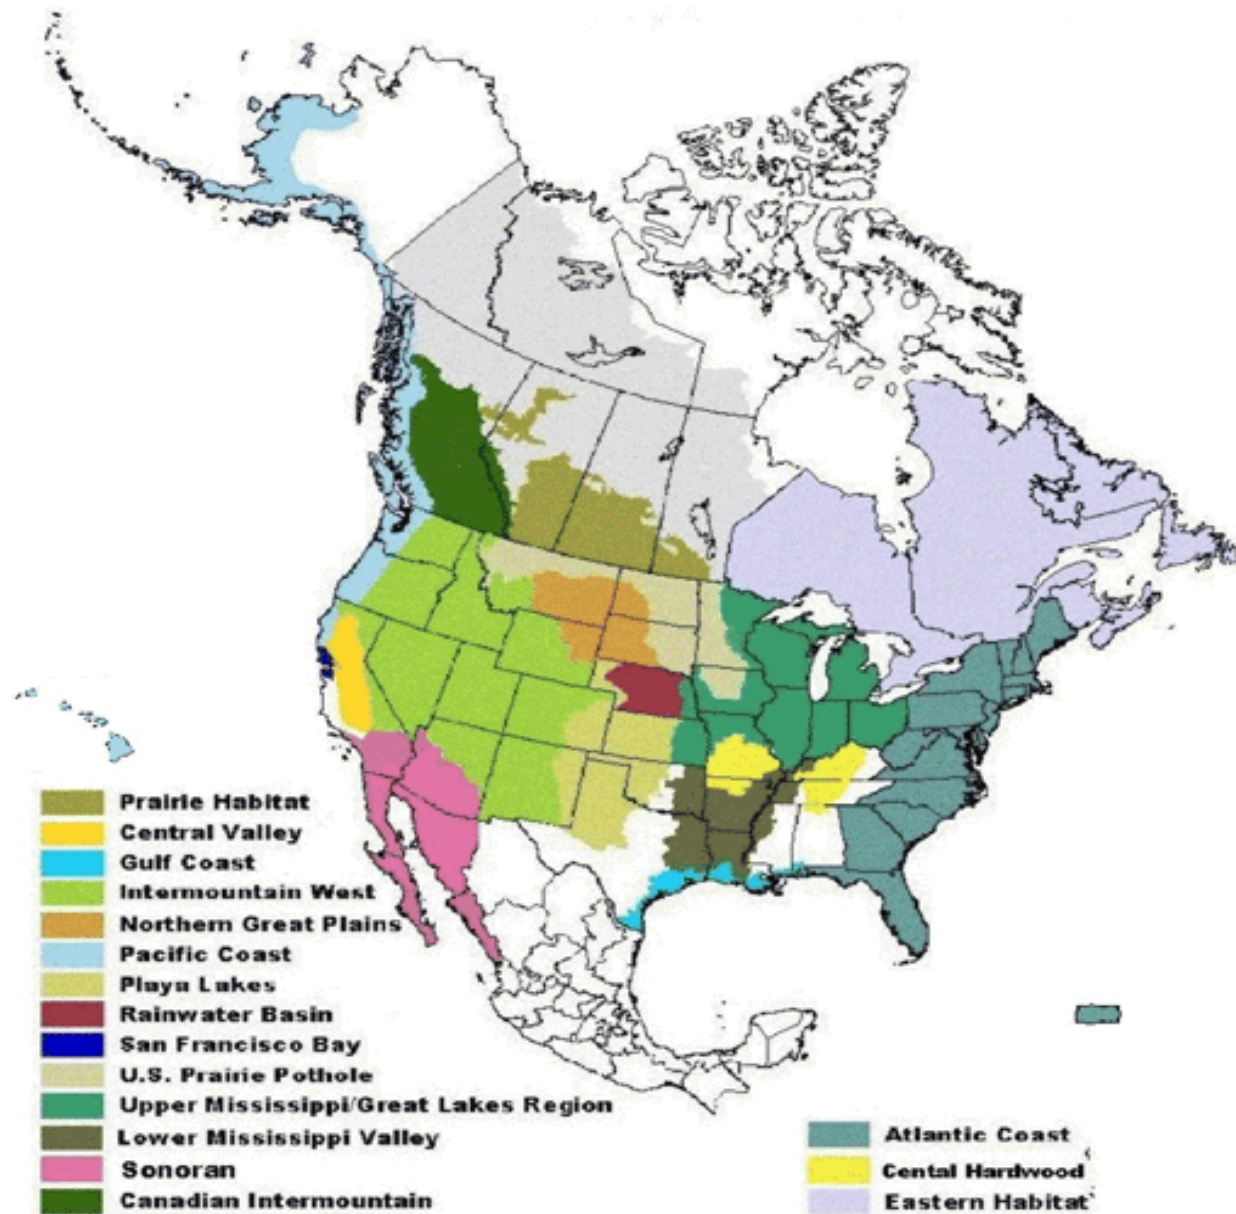 Prairie Habitat
Central Valley
Gulf Coast
Intermountain West
Northern Great Plains
Pacific Coast
Playa Lakes
Rainwater Basin
San Francisco Bay
U.S. Prairie Pothole
Upper Mississippi/Great Lakes Region
Lower Mississippi Valley
Sonoran
Canadian Intermountain
Atlantic Coast
Cental Hardwood
Eastern Habitat